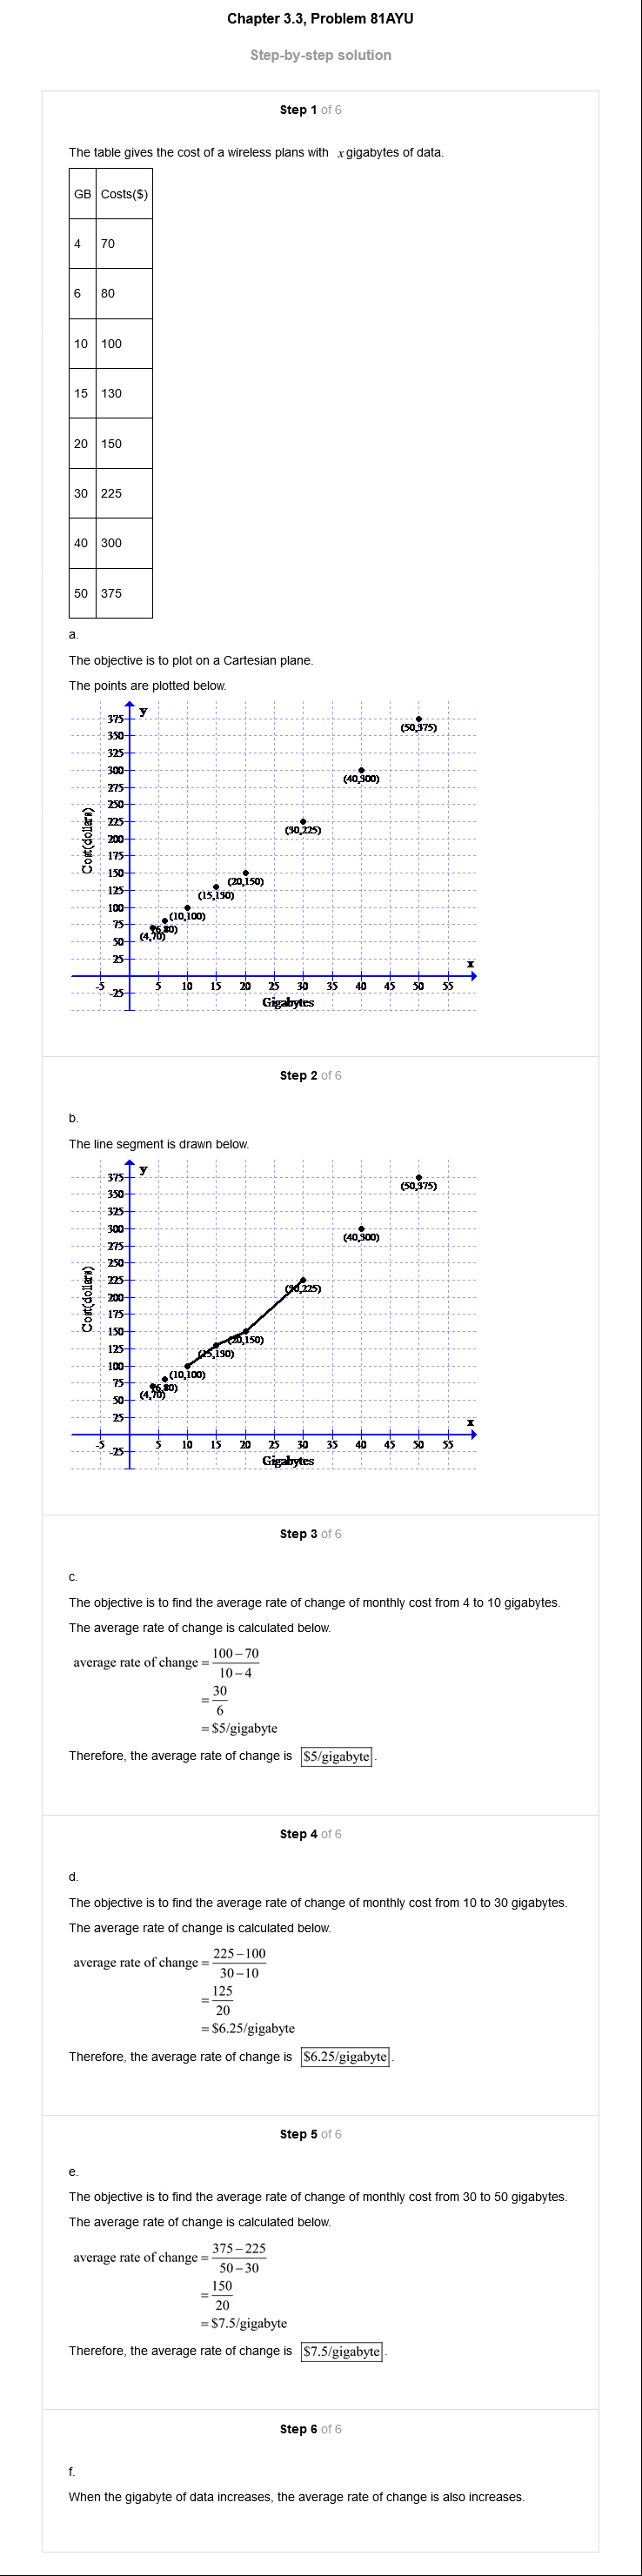 Chapter 3.3, Problem 81AYU
Step-by-step solution
Step 1 of 6
The table gives the cost of a wireless plans with x gigabytes of data.
GB Costs($)
4 70
6 80
10 100
15 130
20 150
30 225
40 300
50 375
a.
The objective is to plot on a Cartesian plane.
The points are plotted below.
y
375
350
325
300
275
250
225
200
175
150
125
100
75
50
25
-25
Cost(dollars)
(50,375)
(40,300)
(30,225)
(20,150)
(15,130)
(10,100)
(6,80)
(4,70)
x
-5 5 10 15 20 25 30 35 40 45 50 55
Gigabytes
Step 2 of 6
b.
The line segment is drawn below.
y
375
350
325
300
275
250
225
200
175
150
125
100
75
50
25
-25
Cost(dollars)
(50,375)
(40,300)
(30,225)
(20,150)
(15,130)
(10,100)
(6,80)
(4,70)
x
-5 5 10 15 20 25 30 35 40 45 50 55
Gigabytes
Step 3 of 6
c.
The objective is to find the average rate of change of monthly cost from 4 to 10 gigabytes.
The average rate of change is calculated below.
average rate of change = 100 – 70
10 – 4
= 30
6
= $5/gigabyte
Therefore, the average rate of change is $5/gigabyte.
Step 4 of 6
d.
The objective is to find the average rate of change of monthly cost from 10 to 30 gigabytes.
The average rate of change is calculated below.
average rate of change = 225 – 100
30 – 10
= 125
20
= $6.25/gigabyte
Therefore, the average rate of change is $6.25/gigabyte.
Step 5 of 6
e.
The objective is to find the average rate of change of monthly cost from 30 to 50 gigabytes.
The average rate of change is calculated below.
average rate of change = 375 – 225
50 – 30
= 150
20
= $7.5/gigabyte
Therefore, the average rate of change is $7.5/gigabyte.
Step 6 of 6
f.
When the gigabyte of data increases, the average rate of change is also increases.